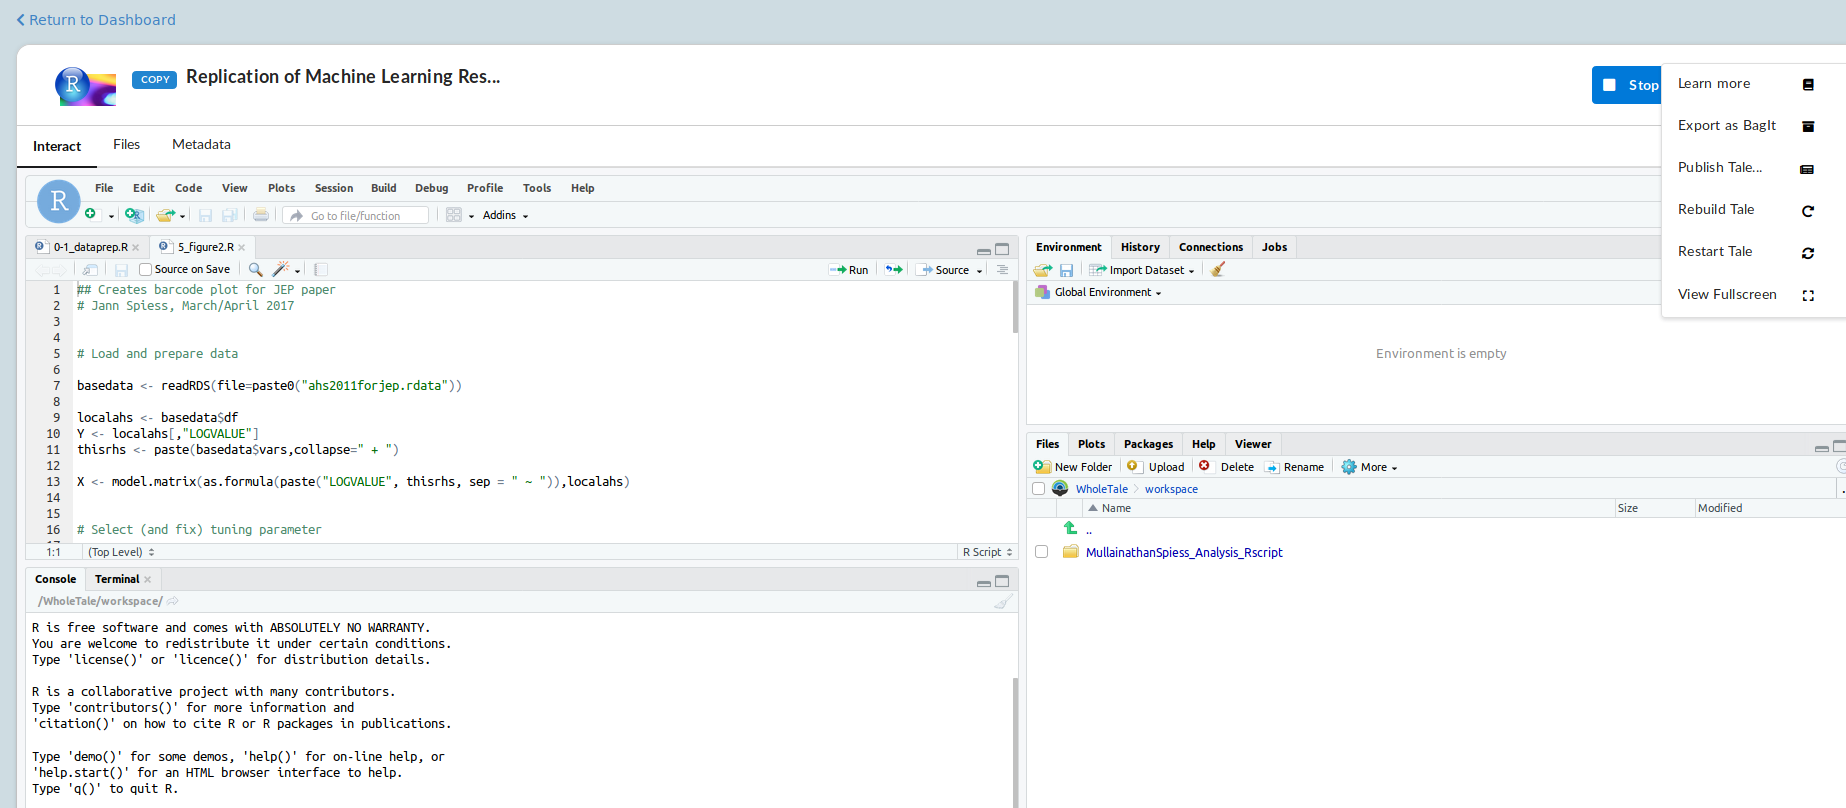 Return to Dashboard
R
COPY
Replication of Machine Learning Res...
Stop
Learn more
Export as BagIt
Publish Tale...
Rebuild Tale
Restart Tale
View Fullscreen
Interact
Files
Metadata
R
File Edit Code View Plots Session Build Debug Profile Tools Help
Go to file/function
Addins
0-1_dataprep.R
5_figure2.R
Source on Save
Run
Source
1 ## Creates barcode plot for JEP paper
2 # Jann Spiess, March/April 2017
3
4
5 # Load and prepare data
6
7 basedata <- readRDS(file=paste0("ahs2011forjep.rdata"))
8
9 localahs <- basedata$df
10 Y <- localahs[,"LOGVALUE"]
11 thisrhs <- paste(basedata$vars,collapse=" + ")
12
13 X <- model.matrix(as.formula(paste("LOGVALUE", thisrhs, sep = " ~ ")),localahs)
14
15
16 # Select (and fix) tuning parameter
1:1 (Top Level) R Script
Console Terminal
/WholeTale/workspace/
R is free software and comes with ABSOLUTELY NO WARRANTY.
You are welcome to redistribute it under certain conditions.
Type 'license()' or 'licence()' for distribution details.
R is a collaborative project with many contributors.
Type 'contributors()' for more information and
'citation()' on how to cite R or R packages in publications.
Type 'demo()' for some demos, 'help()' for on-line help, or
'help.start()' for an HTML browser interface to help.
Type 'q()' to quit R.
Environment History Connections Jobs
Import Dataset
Global Environment
Environment is empty
Files Plots Packages Help Viewer
New Folder Upload Delete Rename More
WholeTale workspace
Name Size Modified
..
MullainathanSpiess_Analysis_Rscript